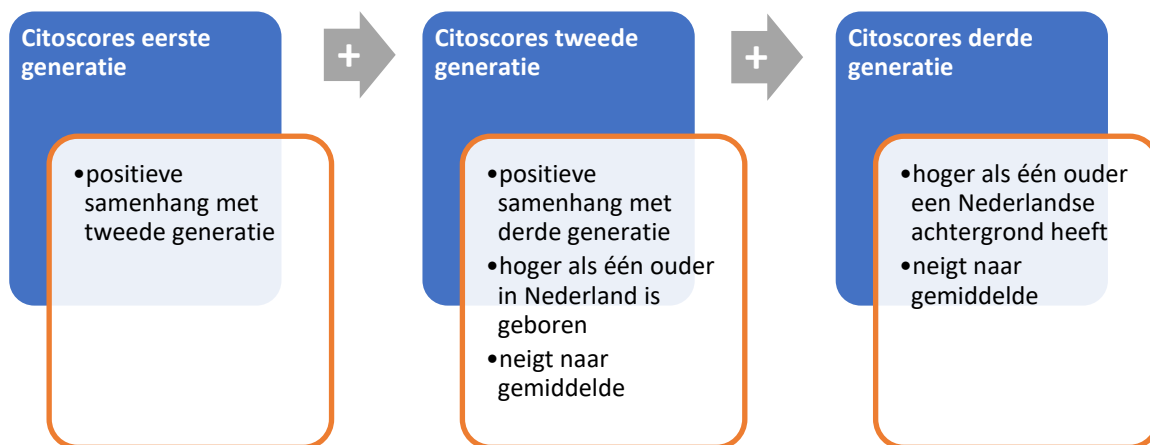 Citoscores eerste
generatie
•positieve
samenhang met
tweede generatie
+
Citoscores tweede
generatie
•positieve
samenhang met
derde generatie
•hoger als één ouder
in Nederland is
geboren
•neigt naar
gemiddelde
+
Citoscores derde
generatie
•hoger als één ouder
een Nederlandse
achtergrond heeft
•neigt naar
gemiddelde